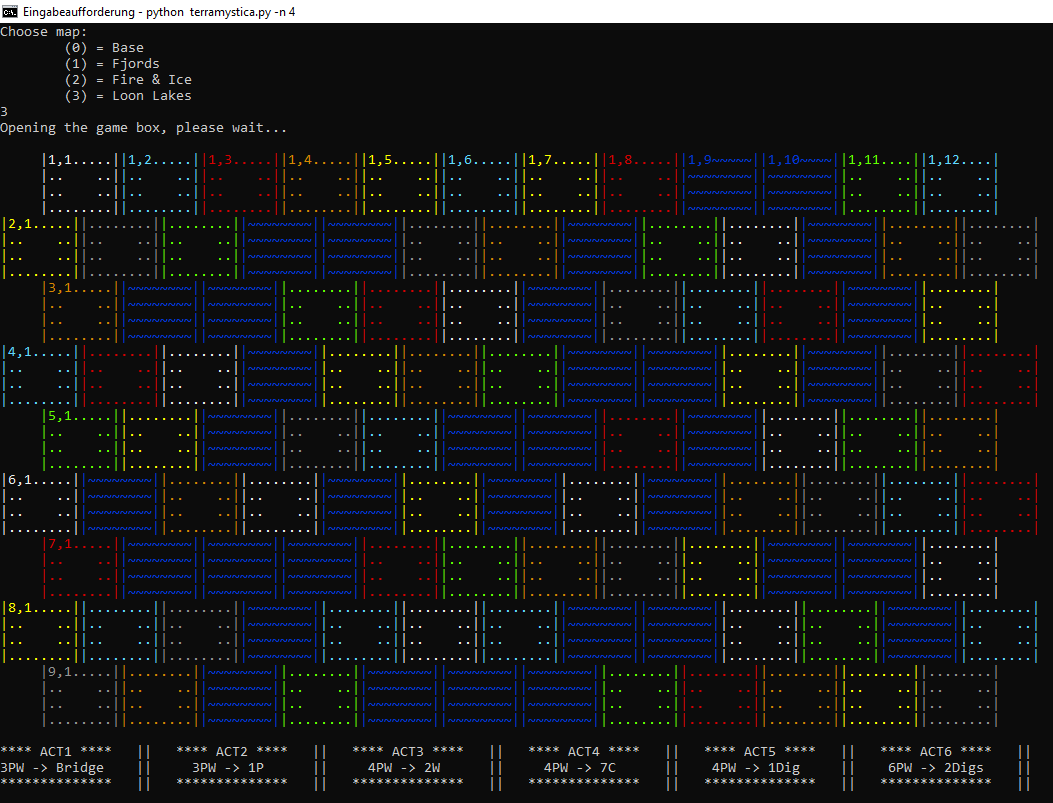 Eingabeaufforderung - python  terramystica.py -n 4
Choose map:
        (0) = Base
        (1) = Fjords
        (2) = Fire & Ice
        (3) = Loon Lakes
3
Opening the game box, please wait...
|1,1.....||1,2.....||1,3.....||1,4.....||1,5.....||1,6.....||1,7.....||1,8.....||1,9~~~~~||1,10~~~~||1,11....||1,12....|
|2,1.....|
|3,1.....|
|4,1.....|
|5,1.....|
|6,1.....|
|7,1.....|
|8,1.....|
|9,1.....|
**** ACT1 ****   ||   **** ACT2 ****   ||   **** ACT3 ****   ||   **** ACT4 ****   ||   **** ACT5 ****   ||   **** ACT6 ****   ||
3PW -> Bridge    ||     3PW -> 1P      ||     4PW -> 2W      ||     4PW -> 7C      ||    4PW -> 1Dig     ||    6PW -> 2Digs    ||
**************   ||   **************   ||   **************   ||   **************   ||   **************   ||   **************   ||